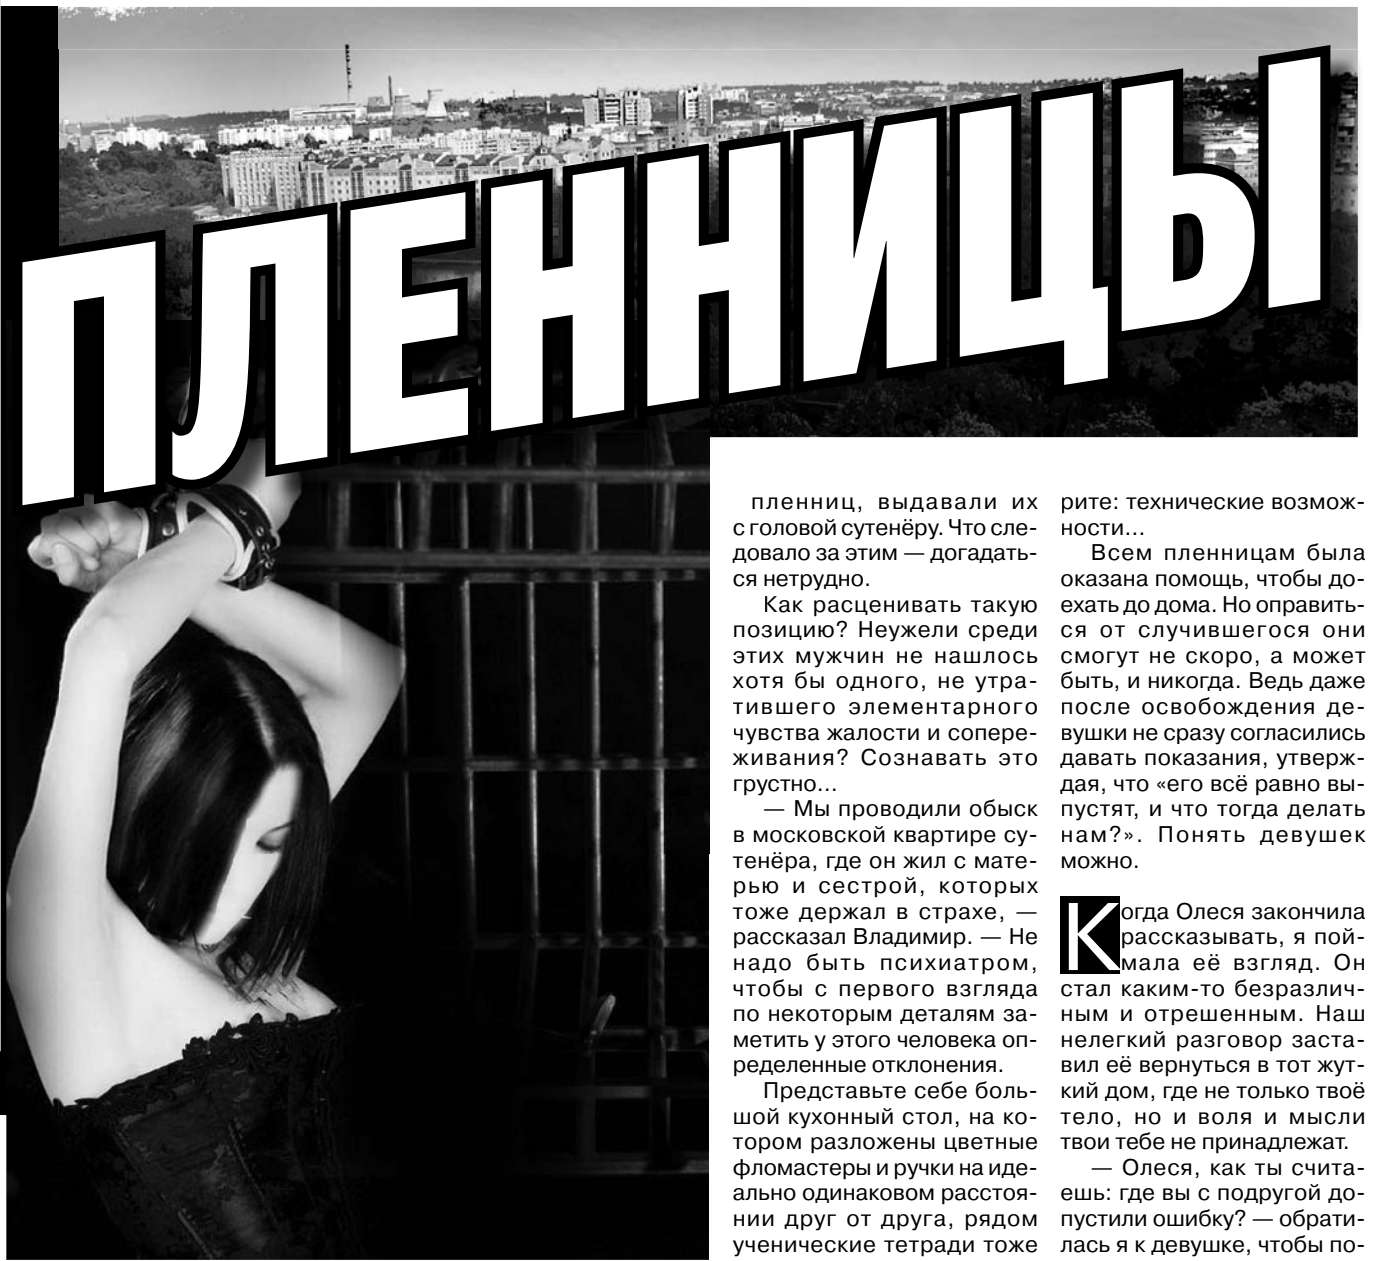 ПЛЕННИЦЫ
пленниц, выдавали их
с головой сутенёру. Что сле-
довало за этим — догадать-
ся нетрудно.
Как расценивать такую
позицию? Неужели среди
этих мужчин не нашлось
хотя бы одного, не утра-
тившего элементарного
чувства жалости и сопере-
живания? Сознавать это
грустно...
— Мы проводили обыск
в московской квартире су-
тенёра, где он жил с мате-
рью и сестрой, которых
тоже держал в страхе, —
рассказал Владимир. — Не
надо быть психиатром,
чтобы с первого взгляда
по некоторым деталям за-
метить у этого человека оп-
ределенные отклонения.
Представьте себе боль-
шой кухонный стол, на ко-
тором разложены цветные
фломастеры и ручки на иде-
ально одинаковом расстоя-
нии друг от друга, рядом
ученические тетради тоже
рите: технические возмож-
ности...
Всем пленницам была
оказана помощь, чтобы до-
ехать до дома. Но оправить-
ся от случившегося они
смогут не скоро, а может
быть, и никогда. Ведь даже
после освобождения де-
вушки не сразу согласились
давать показания, утверж-
дая, что «его всё равно вы-
пустят, и что тогда делать
нам?». Понять девушек
можно.
Когда Олеся закончила
рассказывать, я пой-
мала её взгляд. Он
стал каким-то безразлич-
ным и отрешенным. Наш
нелегкий разговор заста-
вил её вернуться в тот жут-
кий дом, где не только твоё
тело, но и воля и мысли
твои тебе не принадлежат.
— Олеся, как ты счита-
ешь: где вы с подругой до-
пустили ошибку? — обрати-
лась я к девушке, чтобы по-